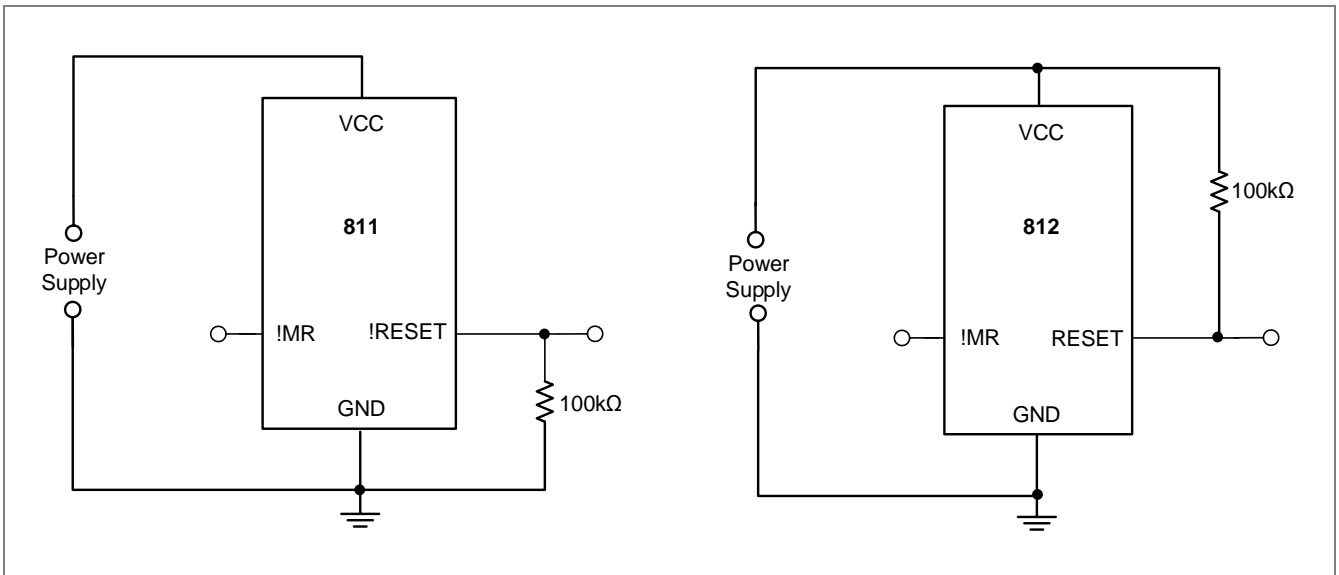 VCC
811
Power
Supply
!MR !RESET
100kΩ
GND
VCC
100kΩ
812
Power
Supply
!MR RESET
GND